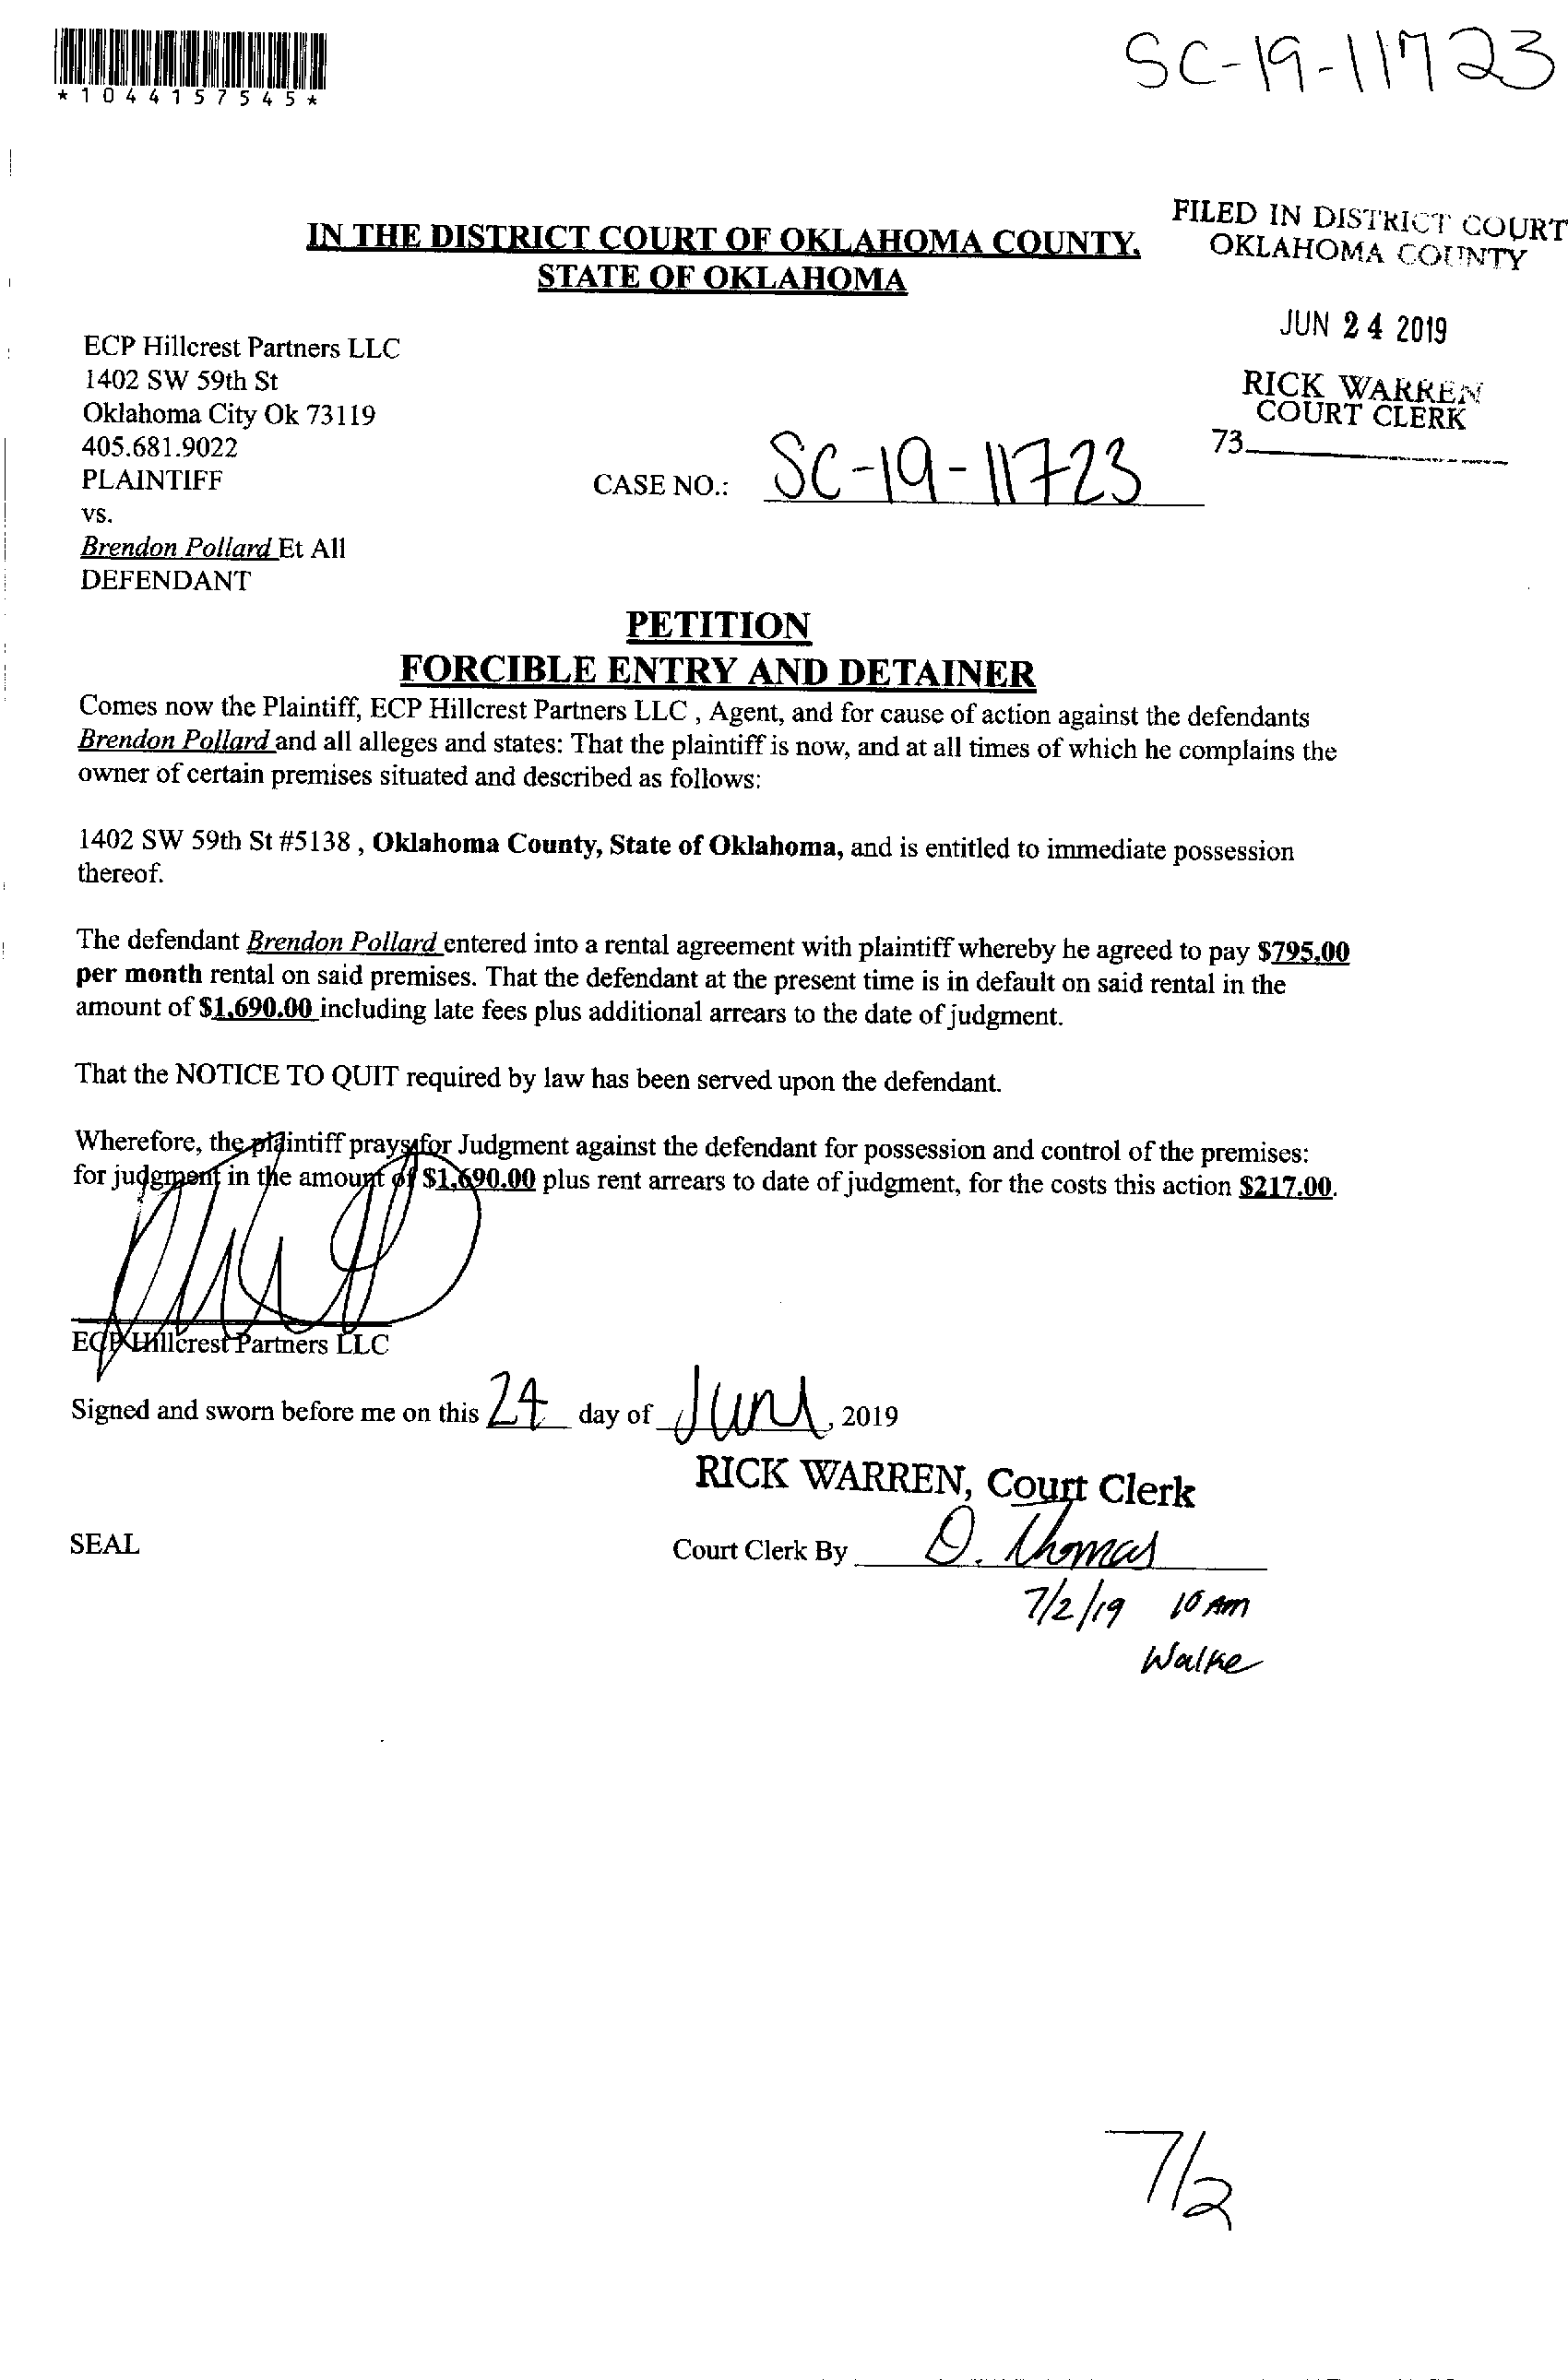 *1044157545*
SC-19-11723
IN THE DISTRICT COURT OF OKLAHOMA COUNTY,
STATE OF OKLAHOMA
FILED IN DISTRICT COURT
OKLAHOMA COUNTY
JUN 24 2019
RICK WARREN
COURT CLERK
73
ECP Hillcrest Partners LLC
1402 SW 59th St
Oklahoma City Ok 73119
405.681.9022
PLAINTIFF
CASE NO.: SC-19-11723
vs.
Brendon Pollard Et All
DEFENDANT
PETITION
FORCIBLE ENTRY AND DETAINER
Comes now the Plaintiff, ECP Hillcrest Partners LLC , Agent, and for cause of action against the defendants
Brendon Pollard and all alleges and states: That the plaintiff is now, and at all times of which he complains the
owner of certain premises situated and described as follows:
1402 SW 59th St #5138 , Oklahoma County, State of Oklahoma, and is entitled to immediate possession
thereof.
The defendant Brendon Pollard entered into a rental agreement with plaintiff whereby he agreed to pay $795.00
per month rental on said premises. That the defendant at the present time is in default on said rental in the
amount of $1,690.00 including late fees plus additional arrears to the date of judgment.
That the NOTICE TO QUIT required by law has been served upon the defendant.
Wherefore, the plaintiff prays for Judgment against the defendant for possession and control of the premises:
for judgment in the amount of $1,690.00 plus rent arrears to date of judgment, for the costs this action $217.00.
ECP Hillcrest Partners LLC
Signed and sworn before me on this 24 day of June, 2019
RICK WARREN, Court Clerk
SEAL
Court Clerk By D. Thomas
7/2/19 10 AM
Walke
7/2